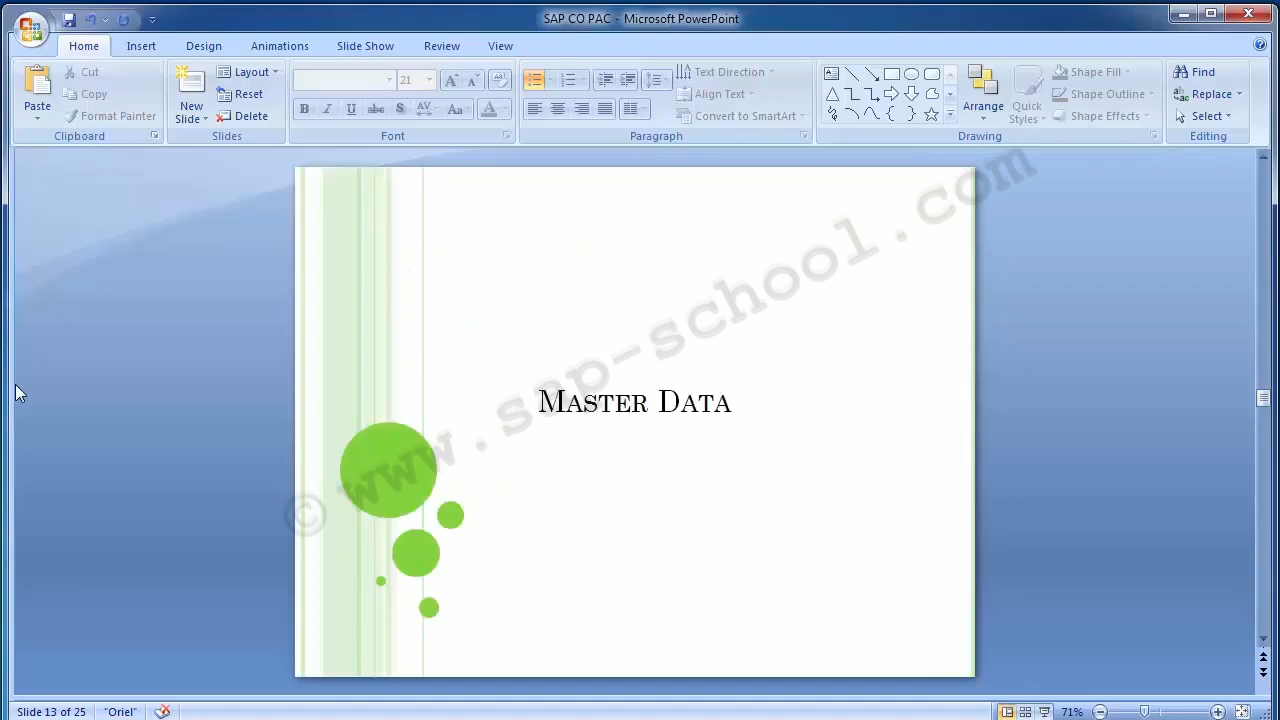 SAP CO PAC - Microsoft PowerPoint
Home Insert Design Animations Slide Show Review View
Paste
Cut
Copy
Format Painter
Clipboard
New Slide
Layout
Reset
Delete
Slides
21
B I U abc S AV Aa A
Font
Text Direction
Align Text
Convert to SmartArt
Paragraph
Arrange
Quick Styles
Shape Fill
Shape Outline
Shape Effects
Drawing
Find
Replace
Select
Editing
MASTER DATA
© www.sap-school.com
Slide 13 of 25 "Oriel" 71%